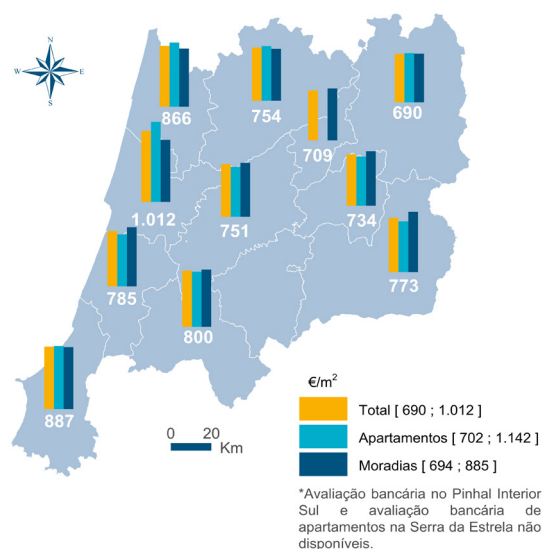 N
W E
S
866
754
690
709
1.012
751
734
785
773
800
887
€/m²
Total [ 690 ; 1.012 ]
Apartamentos [ 702 ; 1.142 ]
Moradias [ 694 ; 885 ]
0 20
Km
*Avaliação bancária no Pinhal Interior
Sul e avaliação bancária de
apartamentos na Serra da Estrela não
disponíveis.